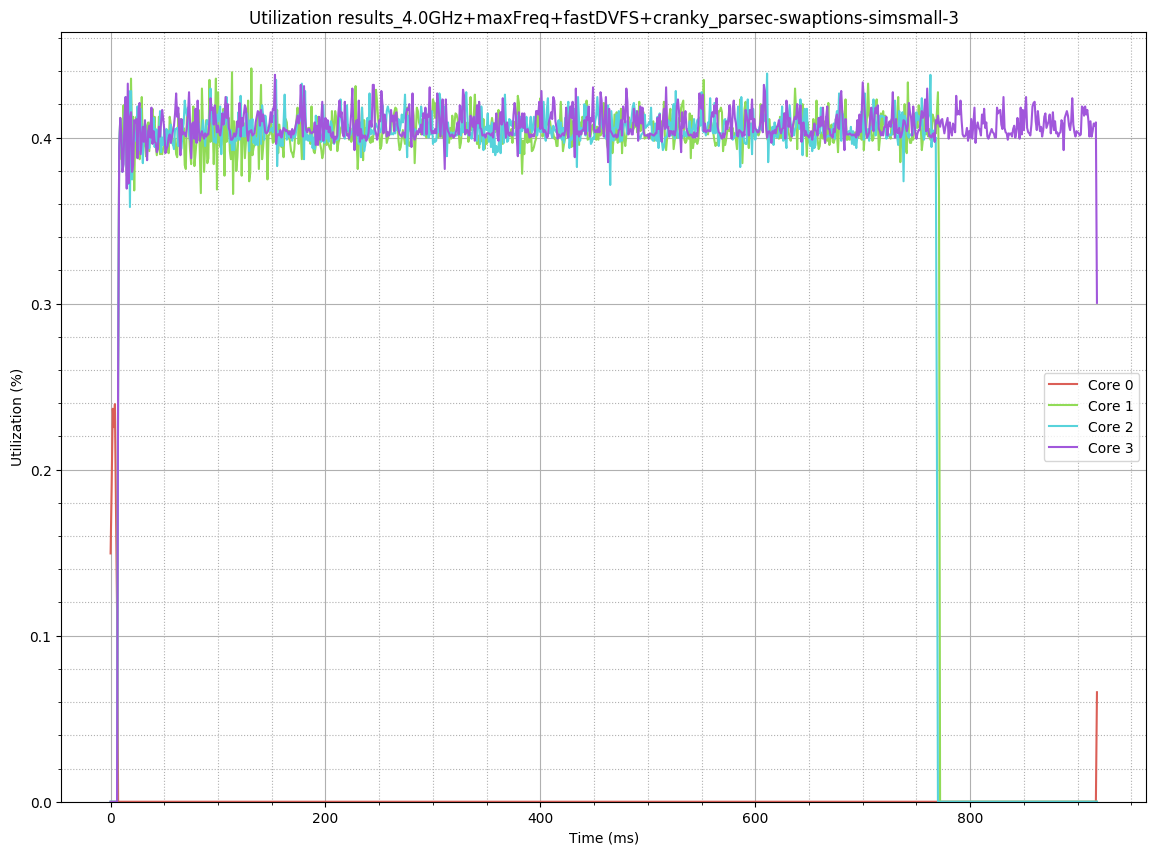 Utilization results_4.0GHz+maxFreq+fastDVFS+cranky_parsec-swaptions-simsmall-3
Utilization (%)
0.4
0.3
0.2
0.1
0.0
0
200
400
600
800
Time (ms)
Core 0
Core 1
Core 2
Core 3